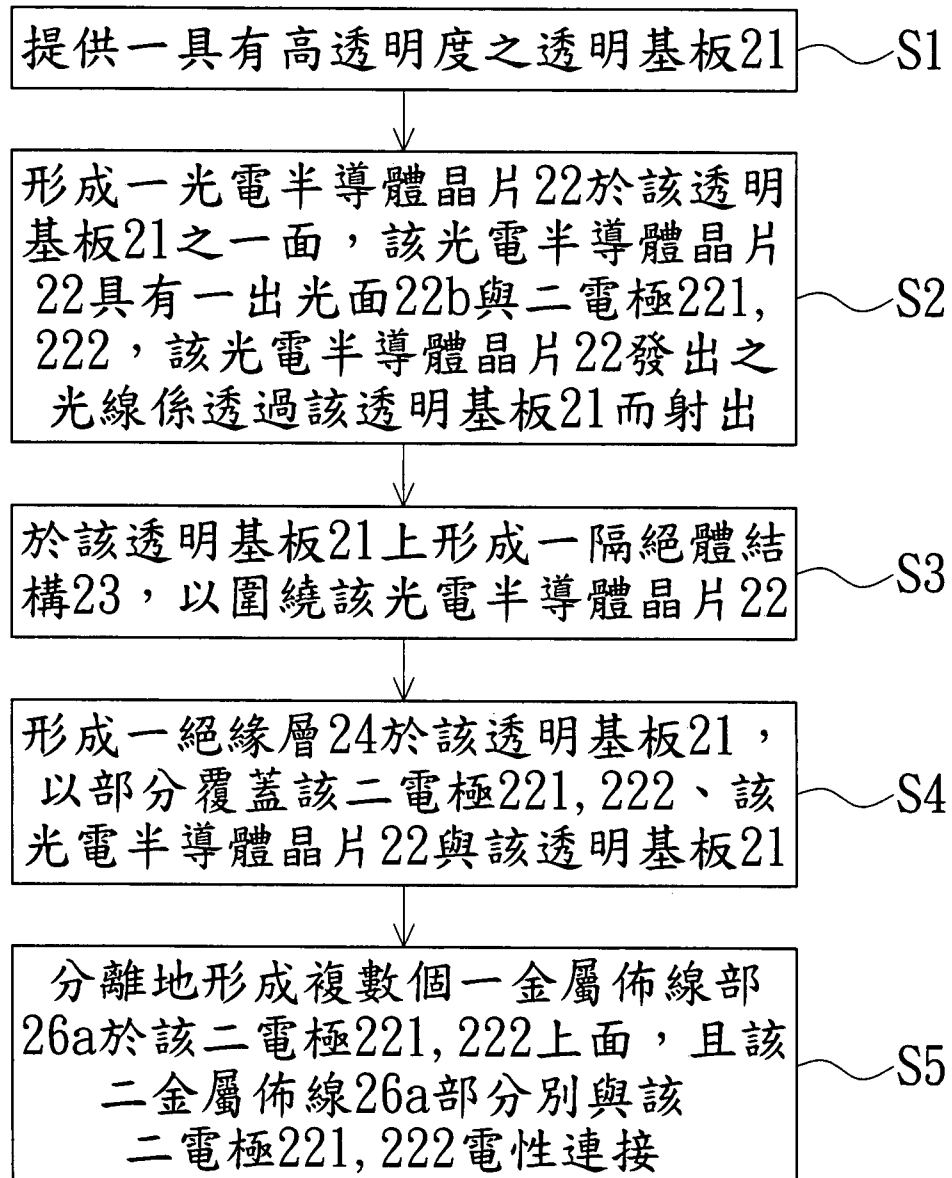 提供一具有高透明度之透明基板21
S1
形成一光電半導體晶片22於該透明
基板21之一面，該光電半導體晶片
22具有一出光面22b與二電極221,
222，該光電半導體晶片22發出之
光線係透過該透明基板21而射出
S2
於該透明基板21上形成一隔絕體結
構23，以圍繞該光電半導體晶片22
S3
形成一絕緣層24於該透明基板21，
以部分覆蓋該二電極221,222、該
光電半導體晶片22與該透明基板21
S4
分離地形成複數個一金屬佈線部
26a於該二電極221,222上面，且該
二金屬佈線26a部分別與該
二電極221,222電性連接
S5